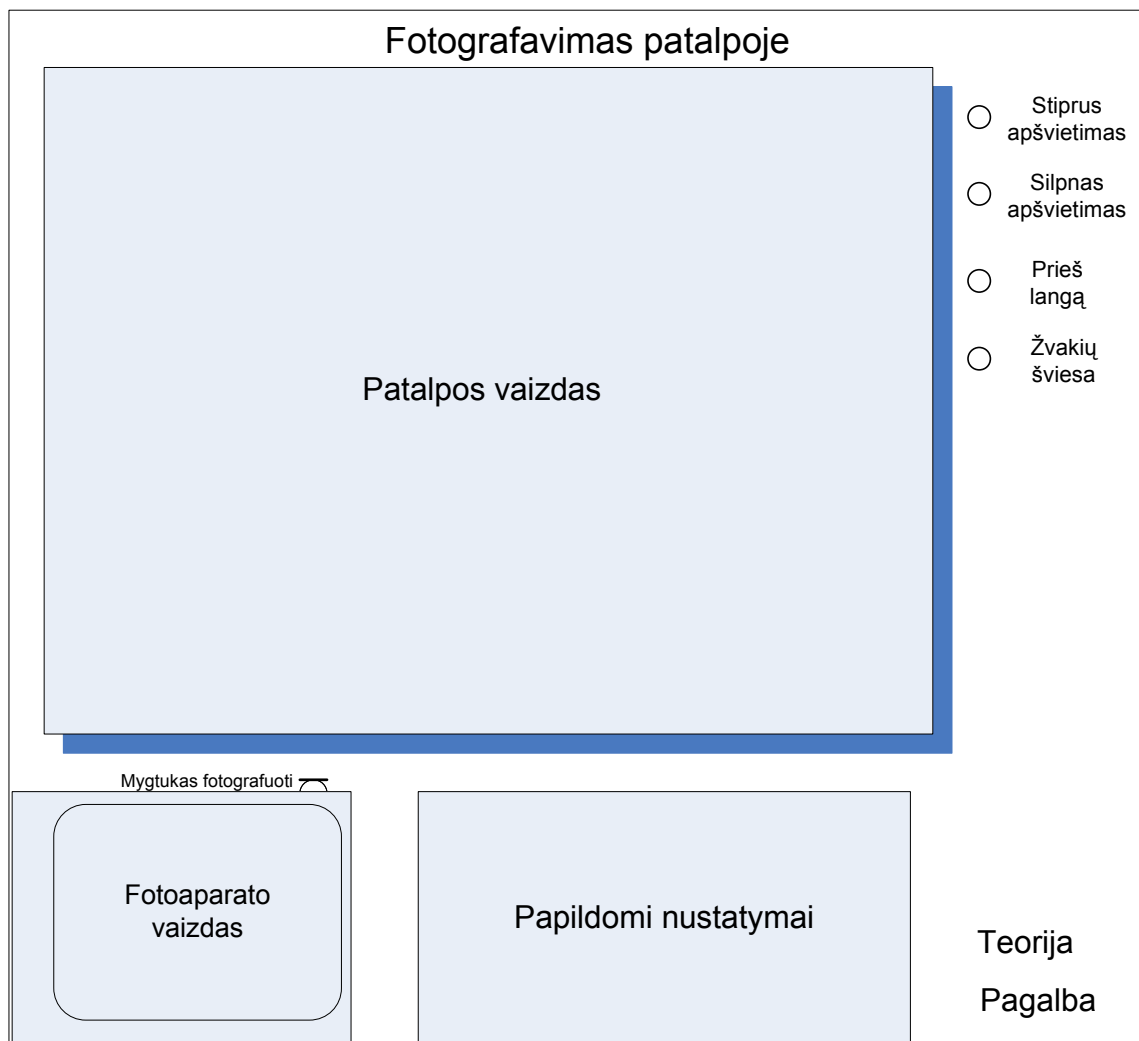 Fotografavimas patalpoje
Stiprus
apšvietimas
Silpnas
apšvietimas
Prieš
langą
Žvakių
šviesa
Patalpos vaizdas
Mygtukas fotografuoti
Fotoaparato
vaizdas
Papildomi nustatymai
Teorija
Pagalba